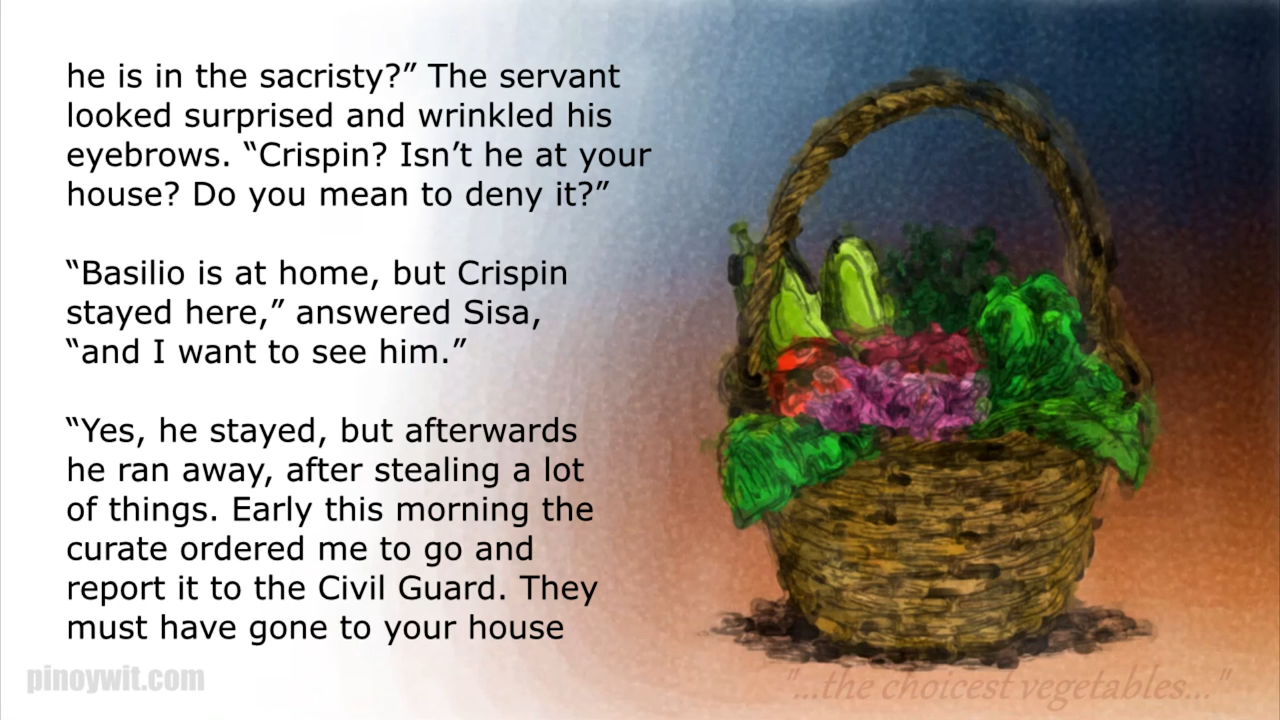 he is in the sacristy?” The servant
looked surprised and wrinkled his
eyebrows. “Crispin? Isn’t he at your
house? Do you mean to deny it?”
“Basilio is at home, but Crispin
stayed here,” answered Sisa,
“and I want to see him.”
“Yes, he stayed, but afterwards
he ran away, after stealing a lot
of things. Early this morning the
curate ordered me to go and
report it to the Civil Guard. They
must have gone to your house
pinoywit.com
"...the choicest vegetables..."